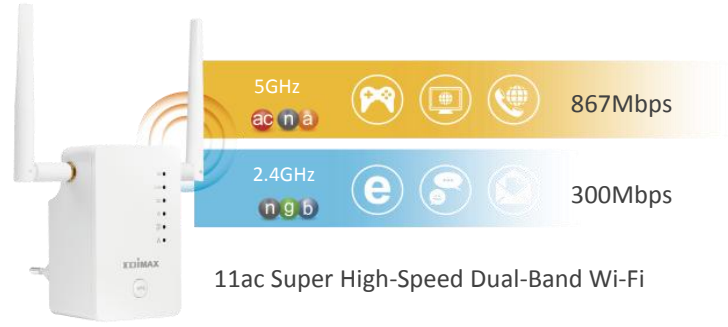 5GHz
ac n a
867Mbps
2.4GHz
n g b
300Mbps
EDIMAX
11ac Super High-Speed Dual-Band Wi-Fi